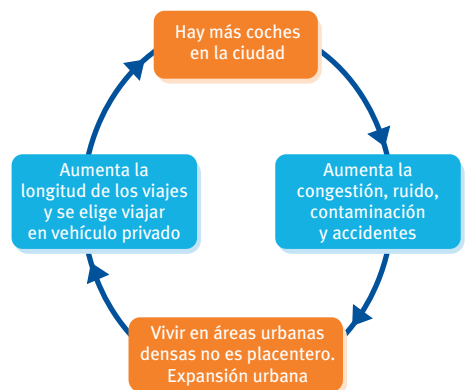 Hay más coches
en la ciudad
Aumenta la
congestión, ruido,
contaminación
y accidentes
Vivir en áreas urbanas
densas no es placentero.
Expansión urbana
Aumenta la
longitud de los viajes
y se elige viajar
en vehículo privado